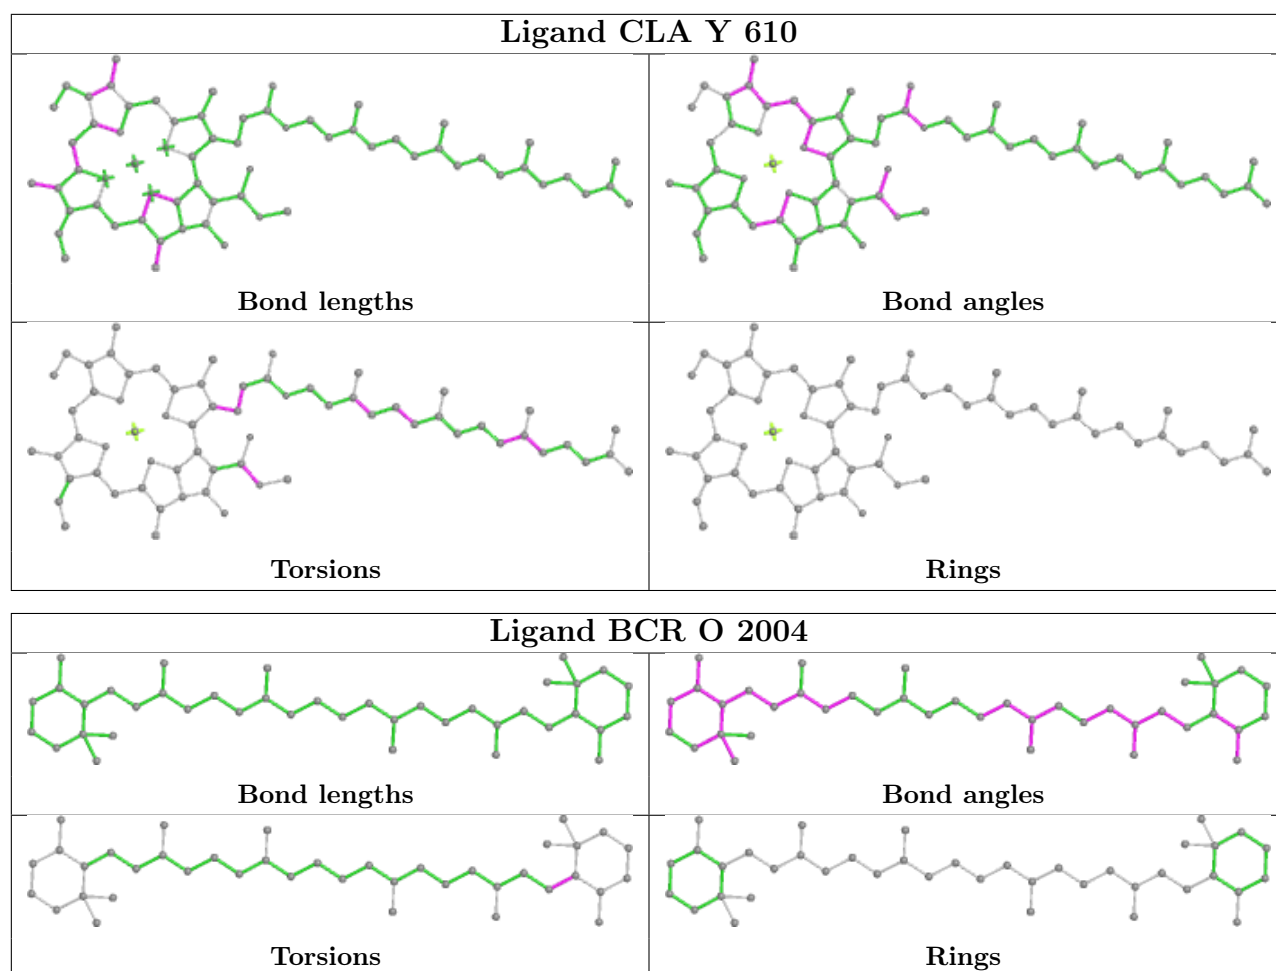 Ligand CLA Y 610
Bond lengths
Bond angles
Torsions
Rings
Ligand BCR O 2004
Bond lengths
Bond angles
Torsions
Rings